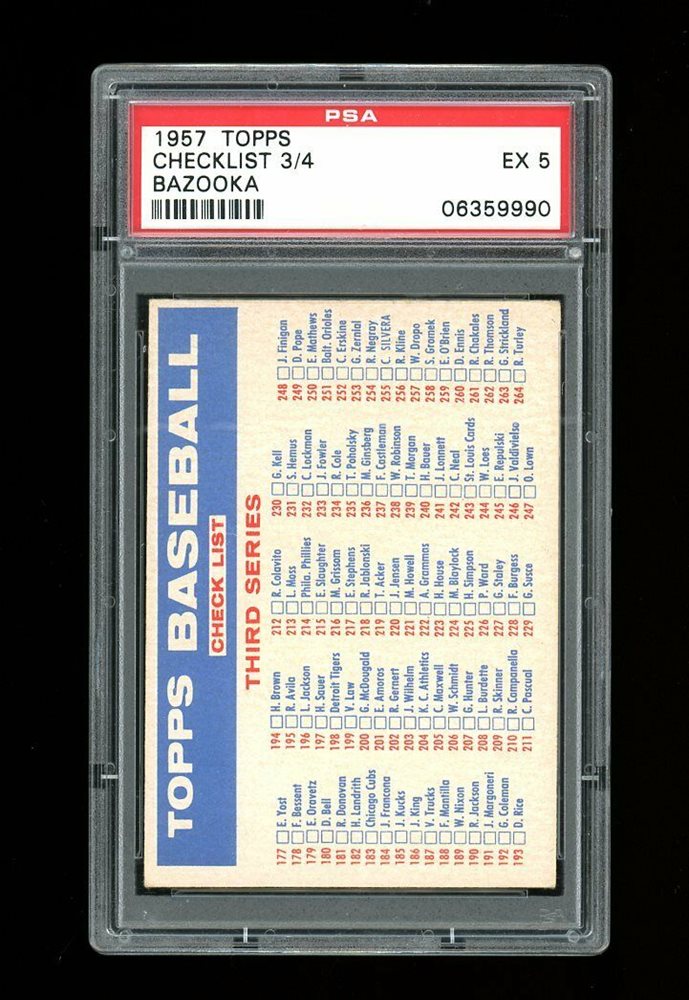 PSA
1957 TOPPS
CHECKLIST 3/4
EX 5
BAZOOKA
06359990
TOPPS BASEBALL
CHECK LIST
THIRD SERIES
177 E. Yost
178 F. Bessent
179 E. Oravetz
180 D. Bell
181 R. Donovan
182 H. Landrith
183 Chicago Cubs
184 J. Francona
185 J. Kucks
186 J. King
187 V. Trucks
188 F. Mantilla
189 W. Nixon
190 R. Jackson
191 J. Margoneri
192 G. Coleman
193 D. Rice
194 H. Brown
195 R. Avila
196 L. Jackson
197 H. Sauer
198 Detroit Tigers
199 V. Law
200 G. McDougald
201 E. Amoros
202 R. Gernert
203 J. Wilhelm
204 K. C. Athletics
205 C. Maxwell
206 W. Schmidt
207 G. Hunter
208 L. Burdette
209 R. Skinner
210 R. Campanella
211 C. Pascual
212 R. Colavito
213 L. Moss
214 Phila. Phillies
215 E. Slaughter
216 M. Grissom
217 E. Stephens
218 R. Jablonski
219 T. Acker
220 J. Jensen
221 M. Howell
222 A. Grammas
223 H. House
224 M. Blaylock
225 H. Simpson
226 P. Ward
227 G. Staley
228 F. Burgess
229 G. Susce
230 G. Kell
231 S. Hemus
232 C. Lockman
233 J. Fowler
234 R. Cole
235 T. Poholsky
236 M. Ginsberg
237 F. Castleman
238 W. Robinson
239 T. Morgan
240 H. Bauer
241 J. Lonnett
242 C. Neal
243 St. Louis Cards
244 W. Loes
245 E. Repulski
246 J. Valdivielso
247 O. Lown
248 J. Finigan
249 D. Pope
250 E. Mathews
251 Balt. Orioles
252 C. Erskine
253 G. Zernial
254 R. Negray
255 C. SILVERA
256 R. Kline
257 W. Dropo
258 S. Gromek
259 E. O'Brien
260 D. Ennis
261 R. Chakales
262 R. Thomson
263 G. Strickland
264 R. Turley